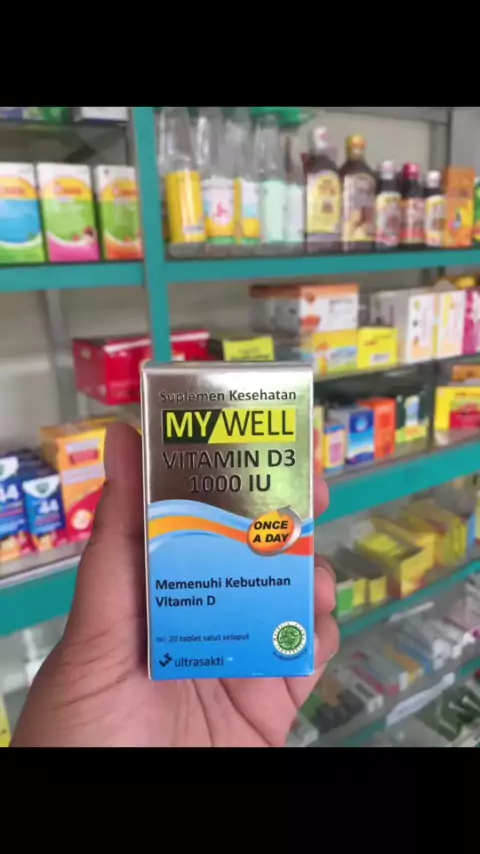 Suplemen Kesehatan
MY WELL
VITAMIN D3
1000 IU
ONCE
A DAY
Memenuhi Kebutuhan
Vitamin D
Isi 20 tablet salut selaput
ultrasakti
44